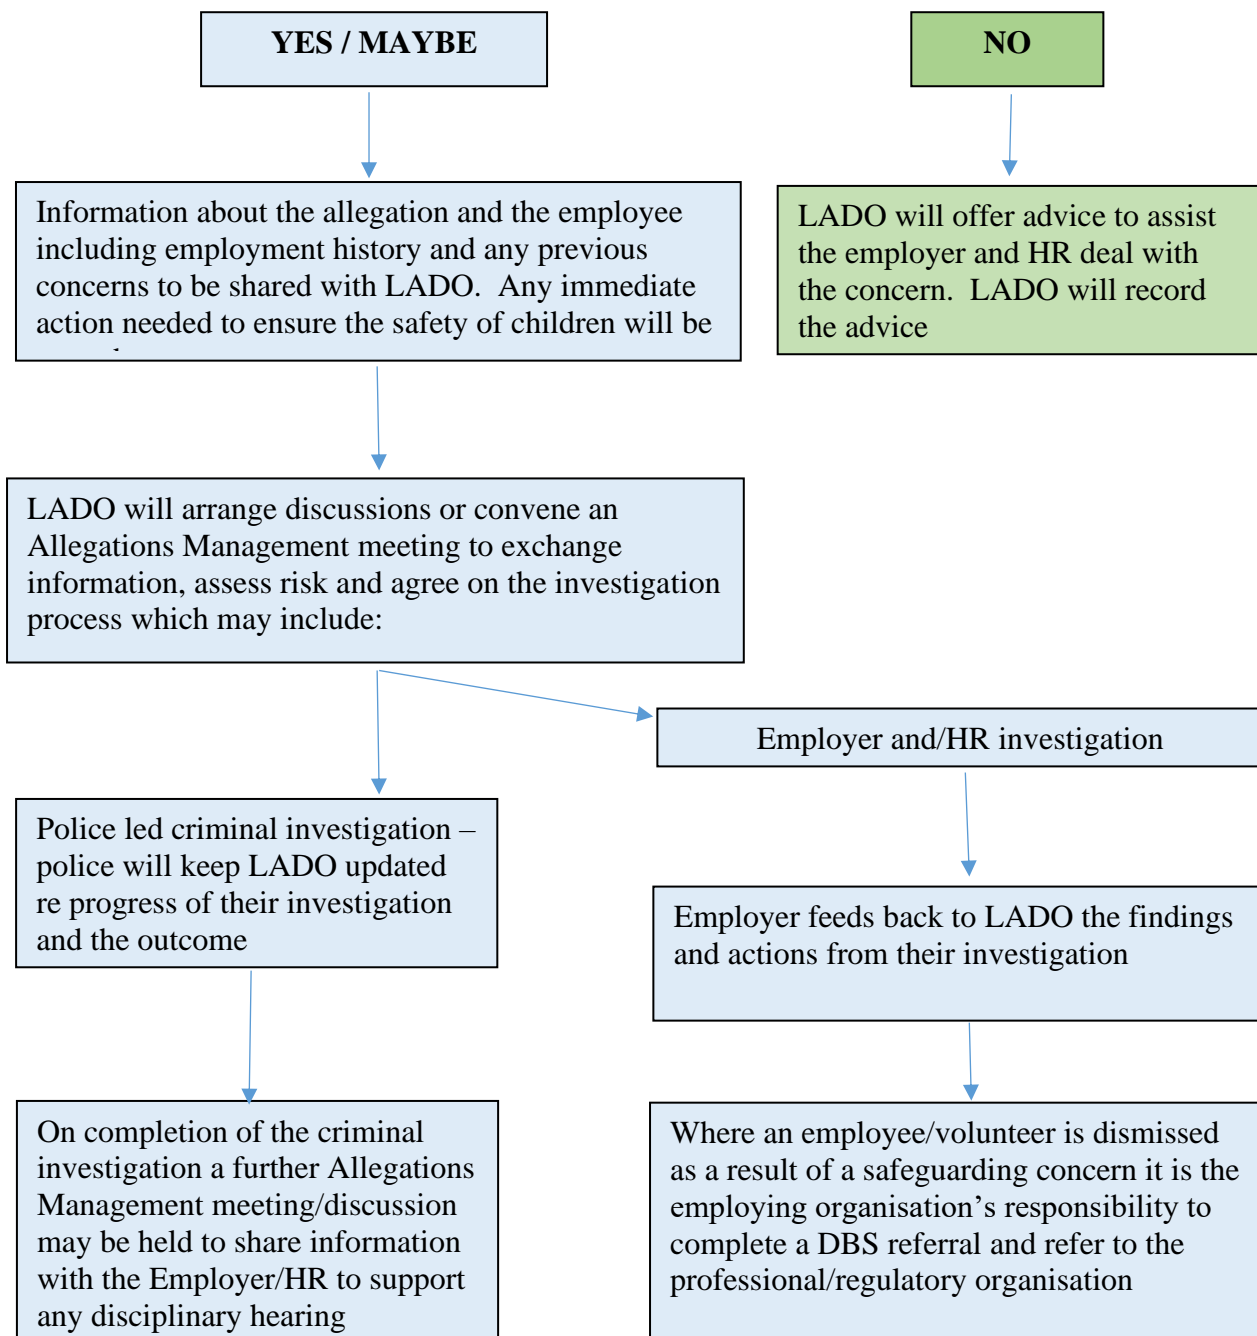 YES / MAYBE
NO
Information about the allegation and the employee
including employment history and any previous
concerns to be shared with LADO.  Any immediate
action needed to ensure the safety of children will be
LADO will offer advice to assist
the employer and HR deal with
the concern.  LADO will record
the advice
LADO will arrange discussions or convene an
Allegations Management meeting to exchange
information, assess risk and agree on the investigation
process which may include:
Employer and/HR investigation
Police led criminal investigation –
police will keep LADO updated
re progress of their investigation
and the outcome
Employer feeds back to LADO the findings
and actions from their investigation
On completion of the criminal
investigation a further Allegations
Management meeting/discussion
may be held to share information
with the Employer/HR to support
any disciplinary hearing
Where an employee/volunteer is dismissed
as a result of a safeguarding concern it is the
employing organisation’s responsibility to
complete a DBS referral and refer to the
professional/regulatory organisation